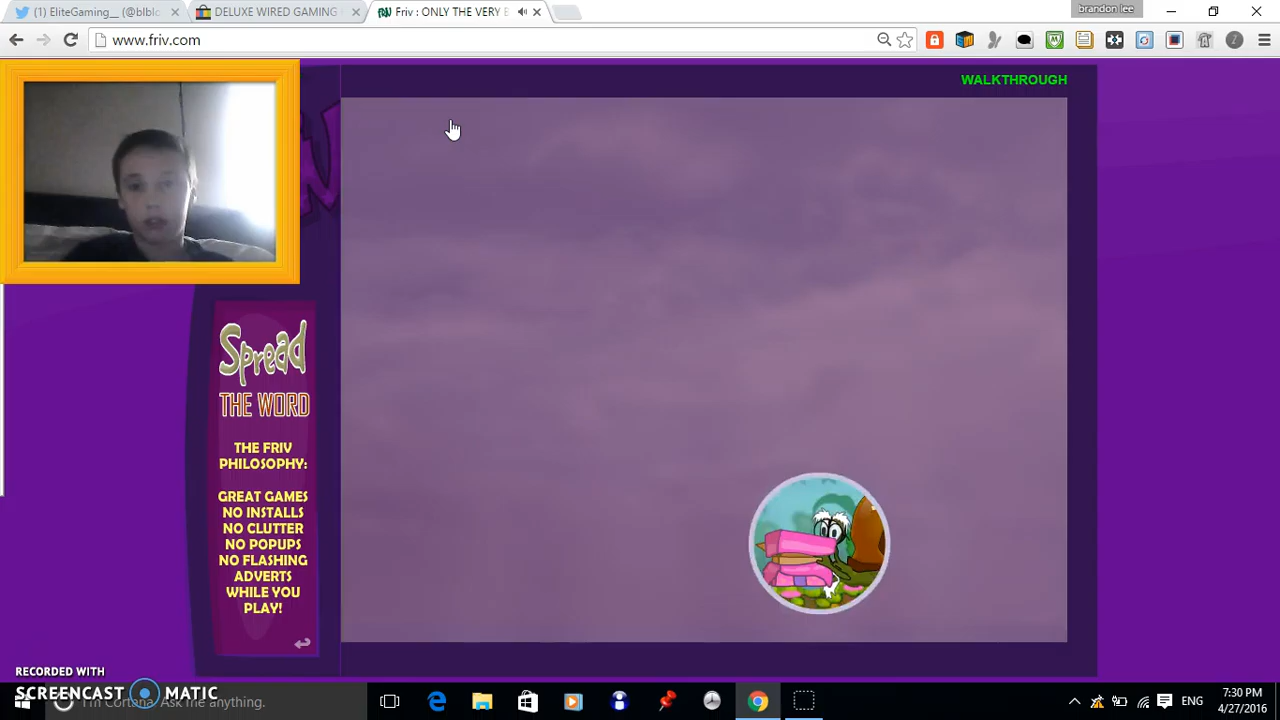 (1) EliteGaming__ (@blblc
DELUXE WIRED GAMING
Friv : ONLY THE VERY B
brandon lee
www.friv.com
WALKTHROUGH
Spread
THE WORD
THE FRIV
PHILOSOPHY:
GREAT GAMES
NO INSTALLS
NO CLUTTER
NO POPUPS
NO FLASHING
ADVERTS
WHILE YOU
PLAY!
RECORDED WITH
SCREENCAST MATIC
I'm Cortana. Ask me anything.
ENG
7:30 PM
4/27/2016